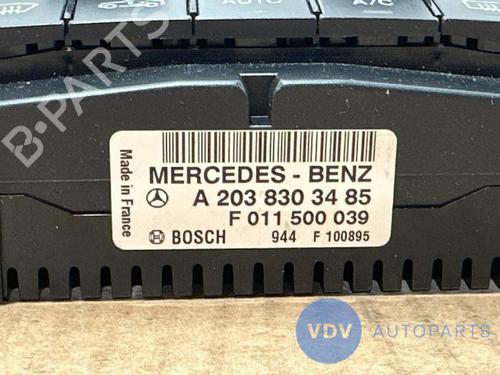 AUTO
A/C
B-PARTS
Made in France
MERCEDES - BENZ
A 203 830 34 85
F 011 500 039
BOSCH 944 F 100895
VDV AUTOPARTS